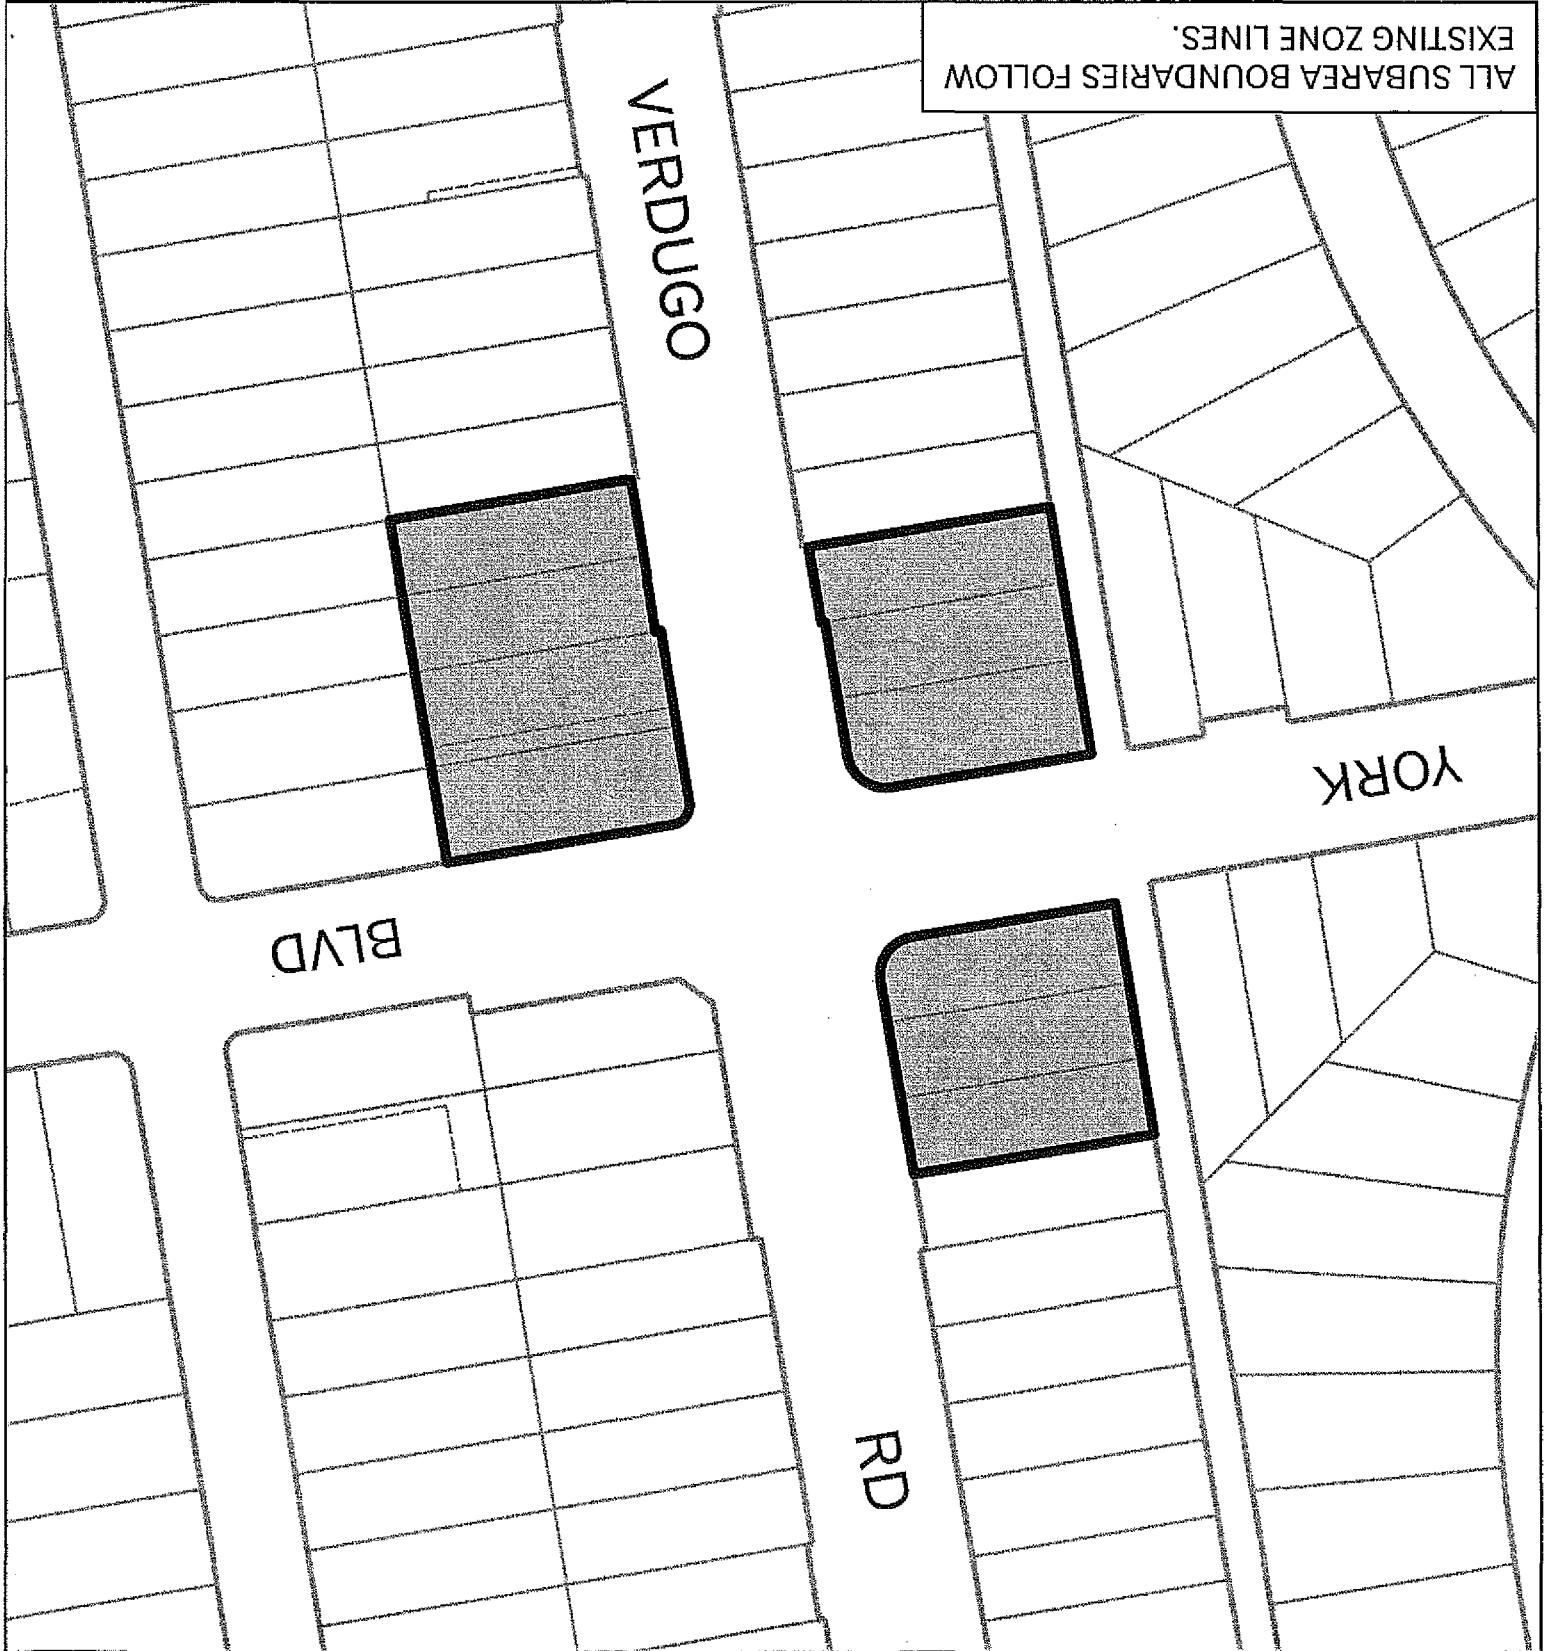 ALL SUBAREA BOUNDARIES FOLLOW
EXISTING ZONE LINES.
VERDUGO
RD
YORK
BLVD